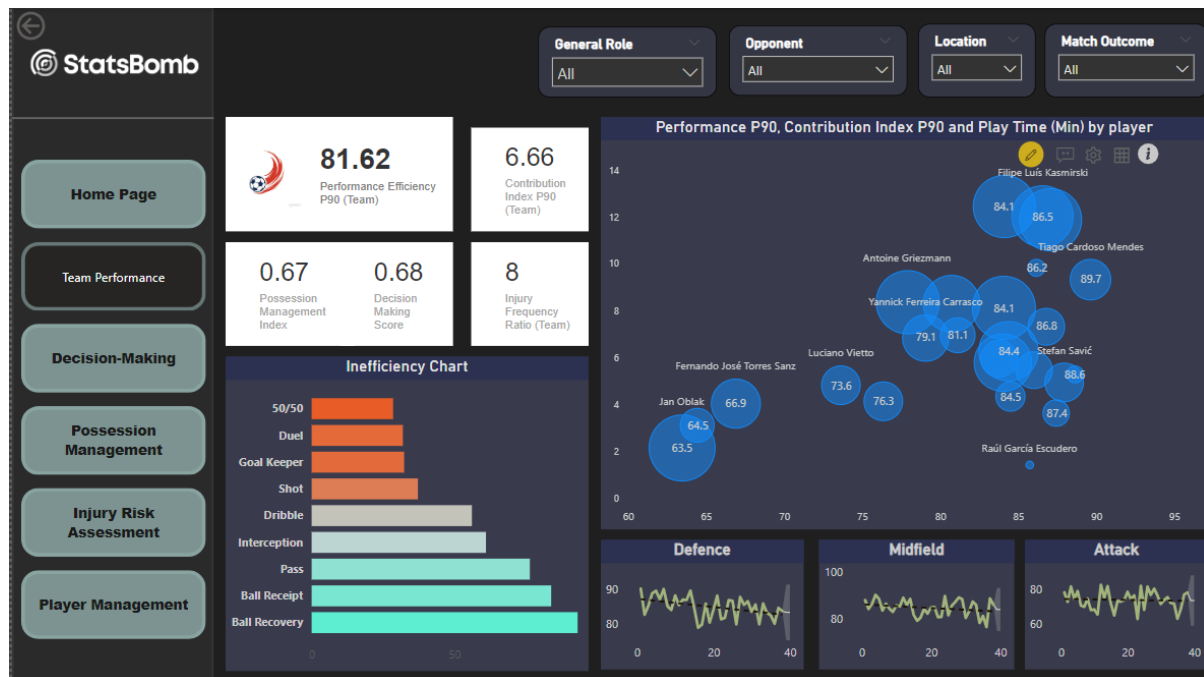 StatsBomb
Home Page
Team Performance
Decision-Making
Possession
Management
Injury Risk
Assessment
Player Management
General Role
All
Opponent
All
Location
All
Match Outcome
All
81.62
Performance Efficiency
P90 (Team)
6.66
Contribution
Index P90
(Team)
0.67
Possession
Management
Index
0.68
Decision
Making
Score
8
Injury
Frequency
Ratio (Team)
Inefficiency Chart
50/50
Duel
Goal Keeper
Shot
Dribble
Interception
Pass
Ball Receipt
Ball Recovery
0
50
Performance P90, Contribution Index P90 and Play Time (Min) by player
14
12
10
8
6
4
2
0
60
65
70
75
80
85
90
95
Filipe Luís Kasmirski
84.1
86.5
Tiago Cardoso Mendes
86.2
89.7
Antoine Griezmann
Yannick Ferreira Carrasco
84.1
79.1
81.1
86.8
84.4
Stefan Savić
88.6
Luciano Vietto
Fernando José Torres Sanz
73.6
76.3
84.5
87.4
Jan Oblak
66.9
64.5
63.5
Raúl García Escudero
Defence
90
80
0
20
40
Midfield
100
80
0
20
40
Attack
80
60
0
20
40